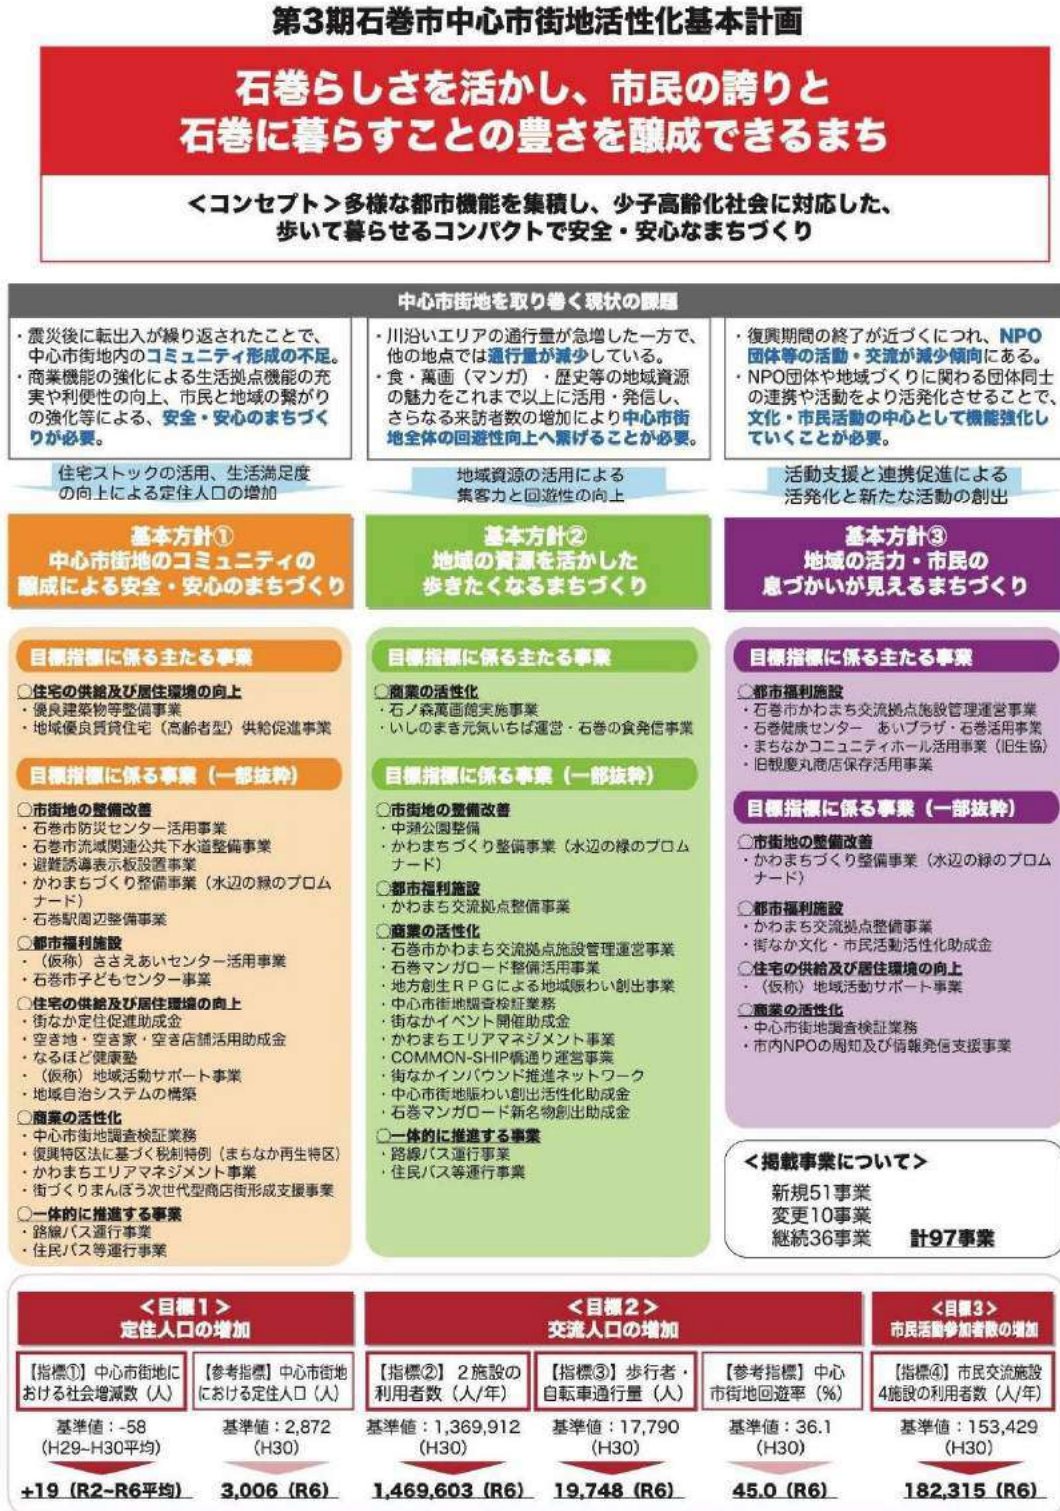 第3期石巻市中心市街地活性化基本計画
石巻らしさを活かし、市民の誇りと
石巻に暮らすことの豊さを醸成できるまち
＜コンセプト＞多様な都市機能を集積し、少子高齢化社会に対応した、
歩いて暮らせるコンパクトで安全・安心なまちづくり
中心市街地を取り巻く現状の課題
・震災後に転出入が繰り返されたことで、
中心市街地内のコミュニティ形成の不足。
・商業機能の強化による生活拠点機能の充
実や利便性の向上、市民と地域の繋がり
の強化等による、安全・安心のまちづく
りが必要。
住宅ストックの活用、生活満足度
の向上による定住人口の増加
・川沿いエリアの通行量が急増した一方で、
他の地点では通行量が減少している。
・食・萬画（マンガ）・歴史等の地域資源
の魅力をこれまで以上に活用・発信し、
さらなる来訪者数の増加により中心市街
地全体の回遊性向上へ繋げることが必要。
地域資源の活用による
集客力と回遊性の向上
・復興期間の終了が近づくにつれ、NPO
団体等の活動・交流が減少傾向にある。
・NPO団体や地域づくりに関わる団体同士
の連携や活動をより活発化させることで、
文化・市民活動の中心として機能強化し
ていくことが必要。
活動支援と連携促進による
活発化と新たな活動の創出
基本方針①
中心市街地のコミュニティの
醸成による安全・安心のまちづくり
基本方針②
地域の資源を活かした
歩きたくなるまちづくり
基本方針③
地域の活力・市民の
息づかいが見えるまちづくり
目標指標に係る主たる事業
○住宅の供給及び居住環境の向上
・優良建築物等整備事業
・地域優良賃貸住宅（高齢者型）供給促進事業
目標指標に係る事業（一部抜粋）
○市街地の整備改善
・石巻市防災センター活用事業
・石巻市流域関連公共下水道整備事業
・避難誘導表示板設置事業
・かわまちづくり整備事業（水辺の緑のプロム
ナード）
・石巻駅周辺整備事業
○都市福利施設
・（仮称）ささえあいセンター活用事業
・石巻市子どもセンター事業
○住宅の供給及び居住環境の向上
・街なか定住促進助成金
・空き地・空き家・空き店舗活用助成金
・なるほど健康塾
・（仮称）地域活動サポート事業
・地域自治システムの構築
○商業の活性化
・中心市街地調査検証業務
・復興特区法に基づく税制特例（まちなか再生特区）
・かわまちエリアマネジメント事業
・街づくりまんぼう次世代型商店街形成支援事業
○一体的に推進する事業
・路線バス運行事業
・住民バス等運行事業
目標指標に係る主たる事業
○商業の活性化
・石ノ森萬画館実施事業
・いしのまき元気いちば運営・石巻の食発信事業
目標指標に係る事業（一部抜粋）
○市街地の整備改善
・中瀬公園整備
・かわまちづくり整備事業（水辺の緑のプロム
ナード）
○都市福利施設
・かわまち交流拠点整備事業
○商業の活性化
・石巻市かわまち交流拠点施設管理運営事業
・石巻マンガロード整備活用事業
・地方創生RPGによる地域賑わい創出事業
・中心市街地調査検証業務
・街なかイベント開催助成金
・かわまちエリアマネジメント事業
・COMMON-SHIP橋通り運営事業
・街なかインバウンド推進ネットワーク
・中心市街地賑わい創出活性化助成金
・石巻マンガロード新名物創出助成金
○一体的に推進する事業
・路線バス運行事業
・住民バス等運行事業
目標指標に係る主たる事業
○都市福利施設
・石巻市かわまち交流拠点施設管理運営事業
・石巻健康センター　あいプラザ・石巻活用事業
・まちなかコミュニティホール活用事業（旧生協）
・旧観慶丸商店保存活用事業
目標指標に係る事業（一部抜粋）
○市街地の整備改善
・かわまちづくり整備事業（水辺の緑のプロム
ナード）
○都市福利施設
・かわまち交流拠点整備事業
・街なか文化・市民活動活性化助成金
○住宅の供給及び居住環境の向上
・（仮称）地域活動サポート事業
○商業の活性化
・中心市街地調査検証業務
・市内NPOの周知及び情報発信支援事業
＜掲載事業について＞
新規51事業
変更10事業
継続36事業　計97事業
＜目標1＞
定住人口の増加
【指標①】中心市街地に
おける社会増減数（人）
基準値：-58
(H29~H30平均)
+19（R2~R6平均）
【参考指標】中心市街地
における定住人口（人）
基準値：2,872
(H30)
3,006（R6）
＜目標2＞
交流人口の増加
【指標②】2施設の
利用者数（人/年）
基準値：1,369,912
(H30)
1,469,603（R6）
【指標③】歩行者・
自転車通行量（人）
基準値：17,790
(H30)
19,748（R6）
【参考指標】中心
市街地回遊率（%）
基準値：36.1
(H30)
45.0（R6）
＜目標3＞
市民活動参加者数の増加
【指標④】市民交流施設
4施設の利用者数（人/年）
基準値：153,429
(H30)
182,315（R6）